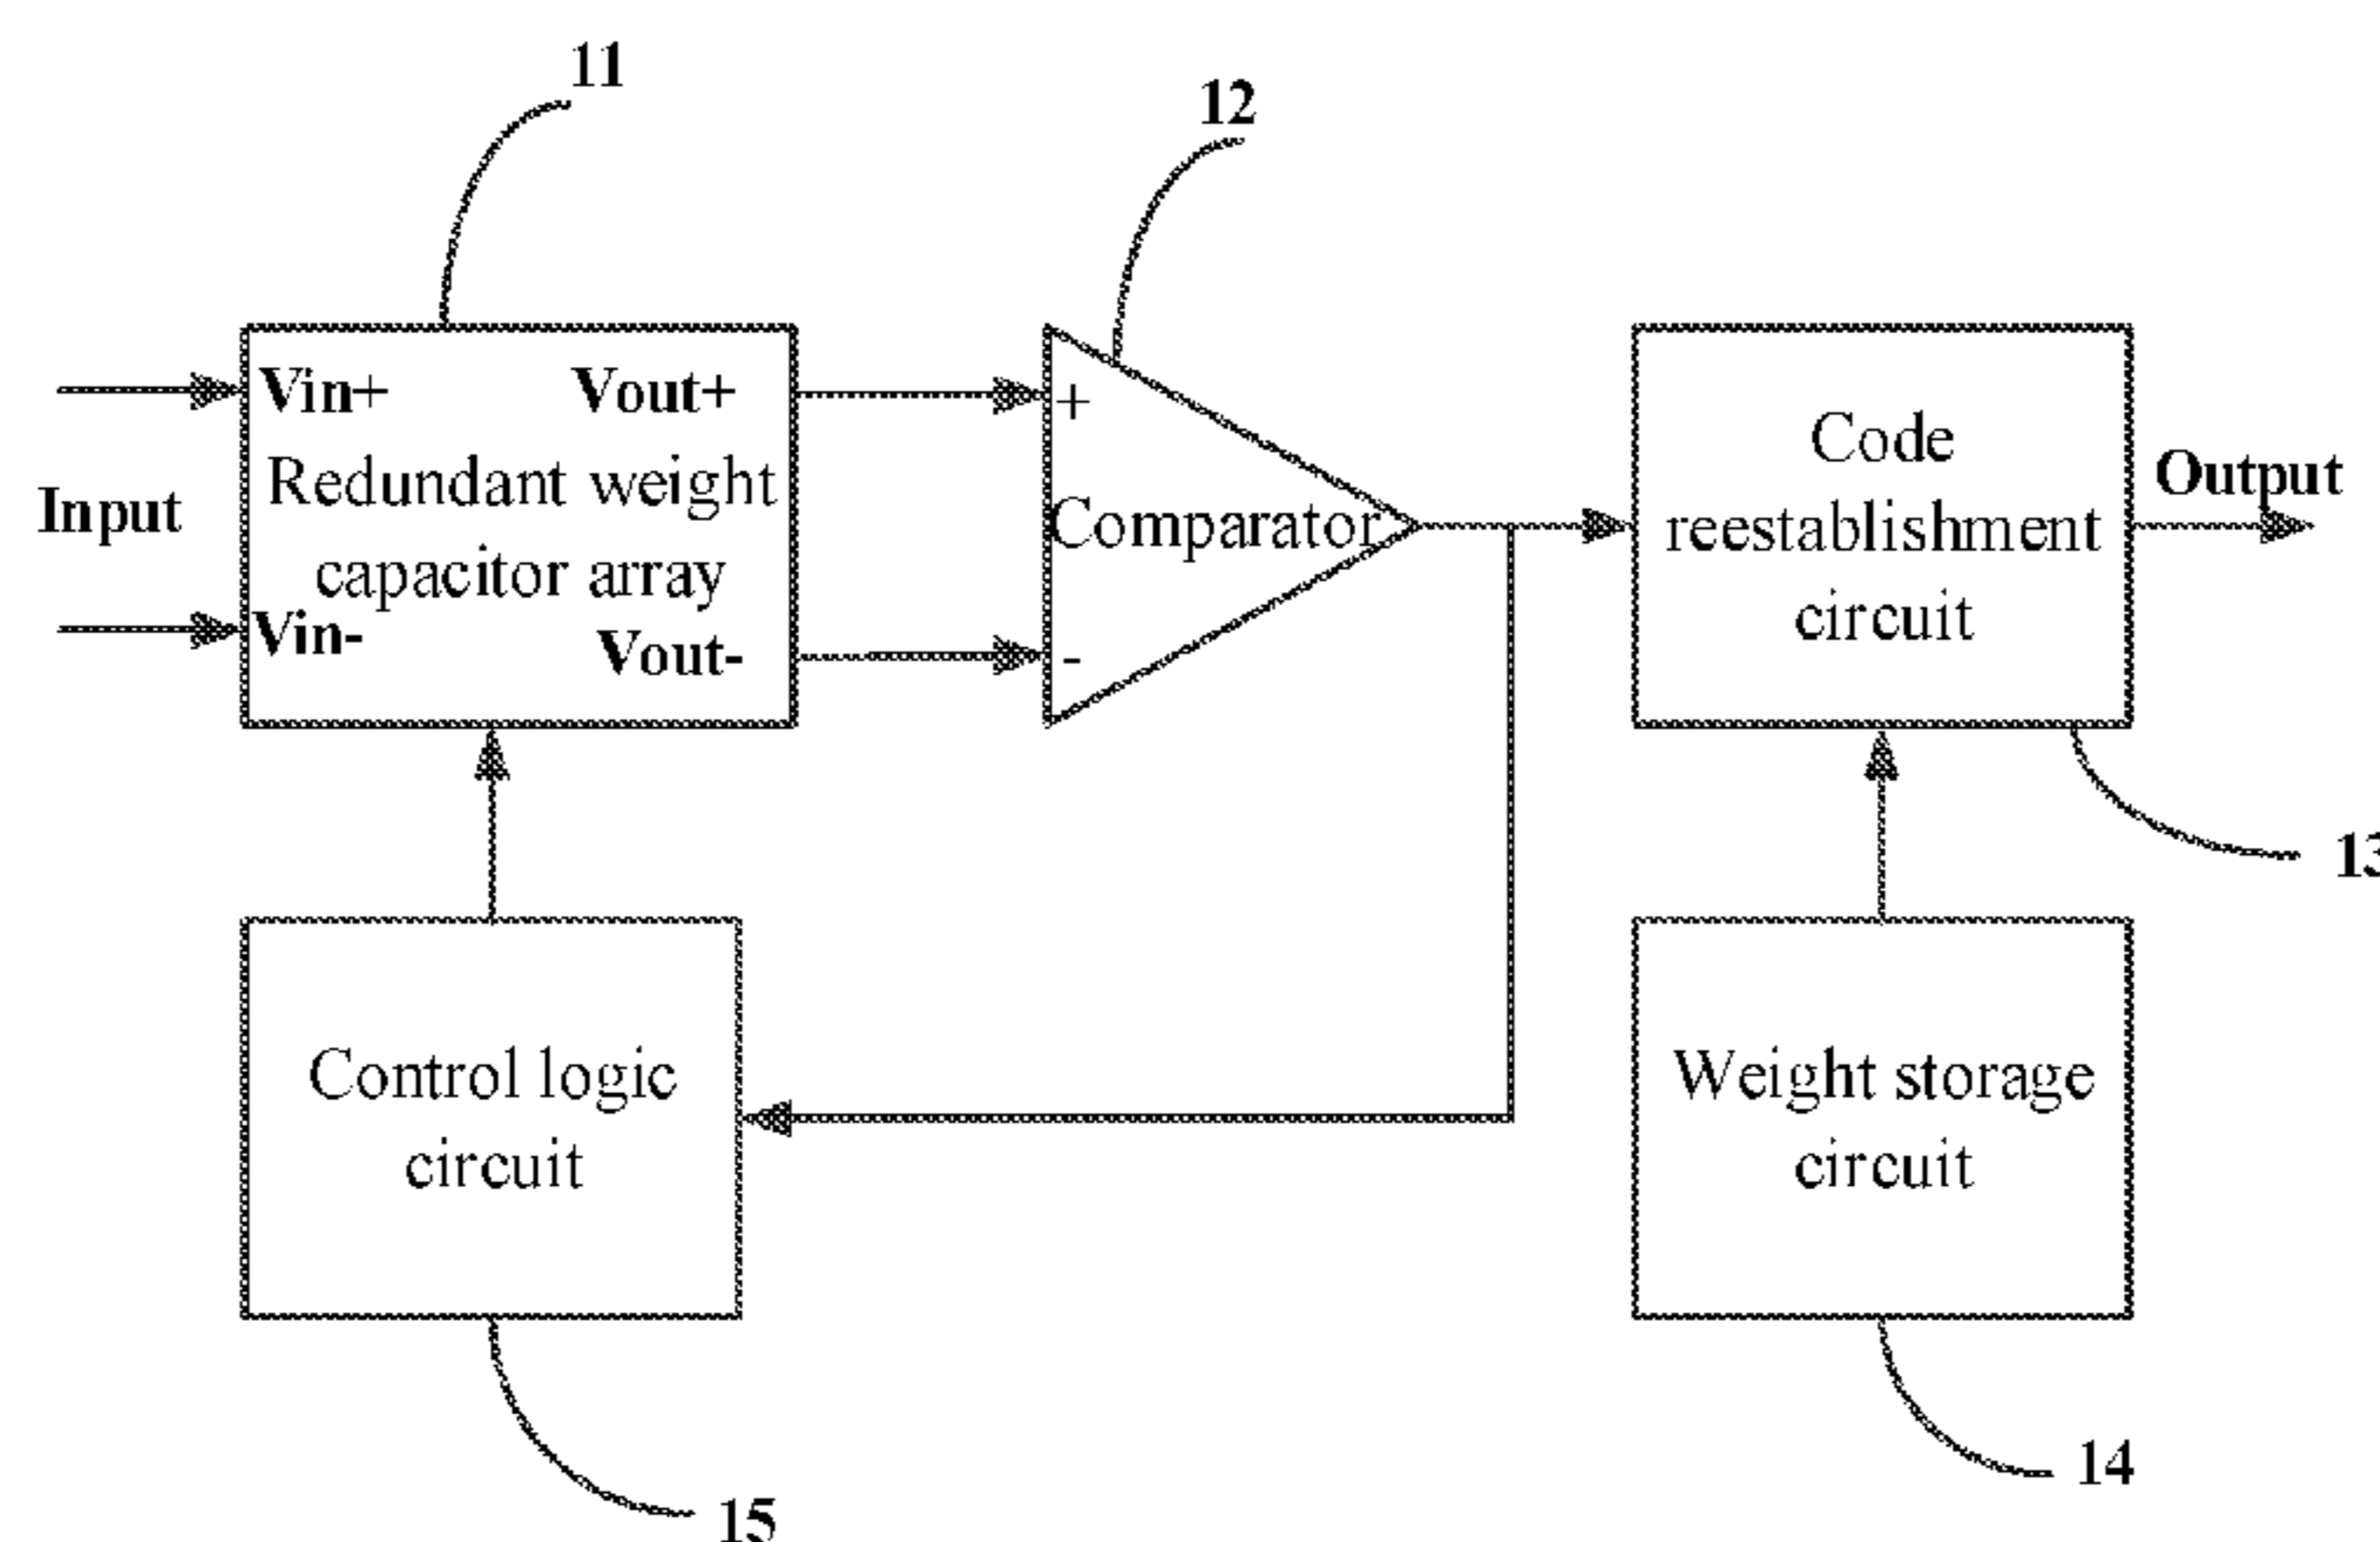 11
12
Vin+ Vout+
Redundant weight
capacitor array
Vin- Vout-
Input
+
Comparator
-
Code
reestablishment
circuit
Output
13
Control logic
circuit
Weight storage
circuit
14
15